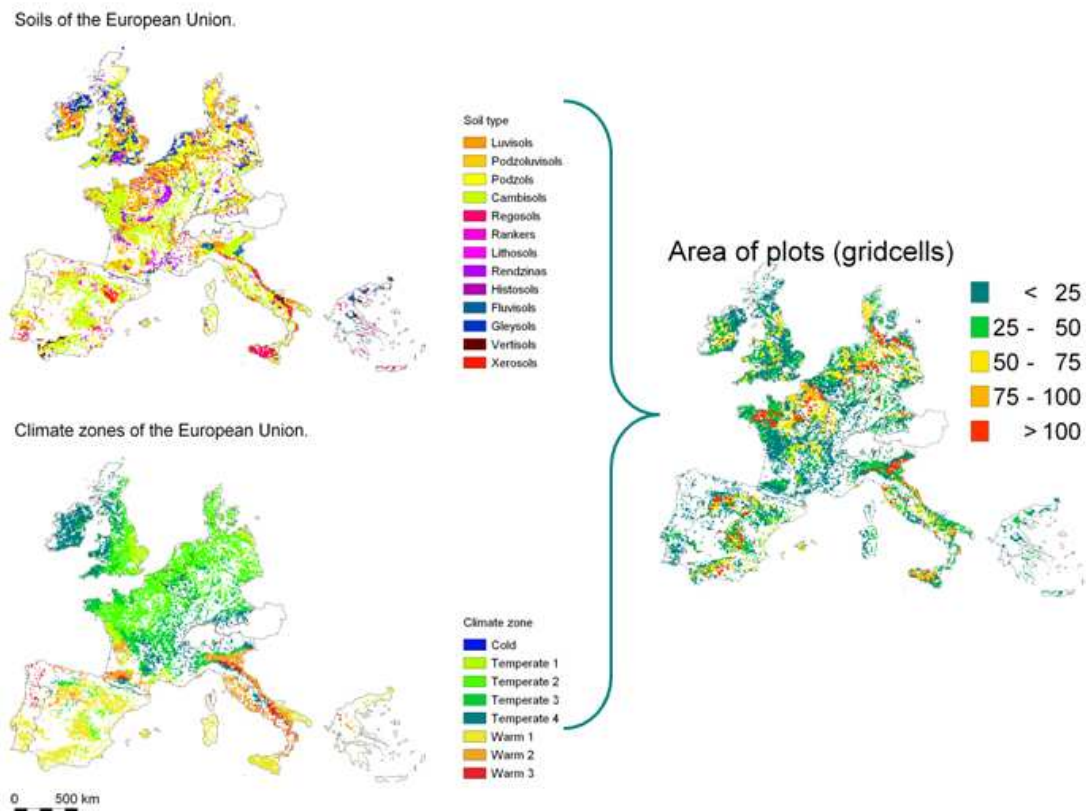 Soils of the European Union.
Soil type
Luvisols
Podzoluvisols
Podzols
Cambisols
Regosols
Rankers
Lithosols
Rendzinas
Histosols
Fluvisols
Gleysols
Vertisols
Xerosols
Climate zones of the European Union.
Climate zone
Cold
Temperate 1
Temperate 2
Temperate 3
Temperate 4
Warm 1
Warm 2
Warm 3
0 500 km
Area of plots (gridcells)
< 25
25 - 50
50 - 75
75 - 100
> 100